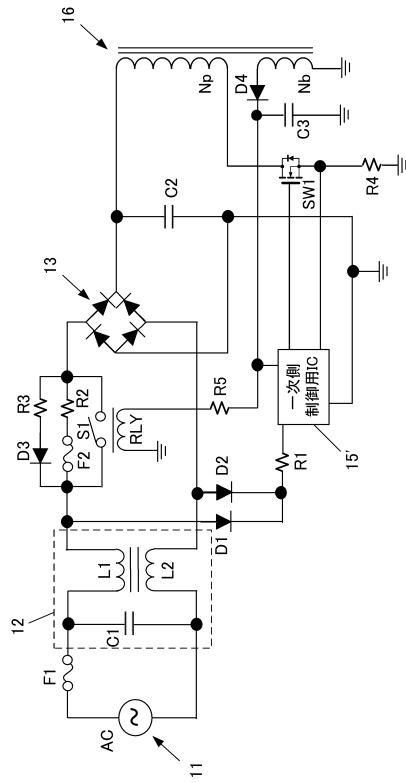 11
AC
F1
12
C1
L1
L2
D3
R3
F2
R2
S1
RLY
D1
D2
R1
R5
一次側
制御用IC
15'
13
C2
SW1
R4
C3
D4
Np
Nb
16